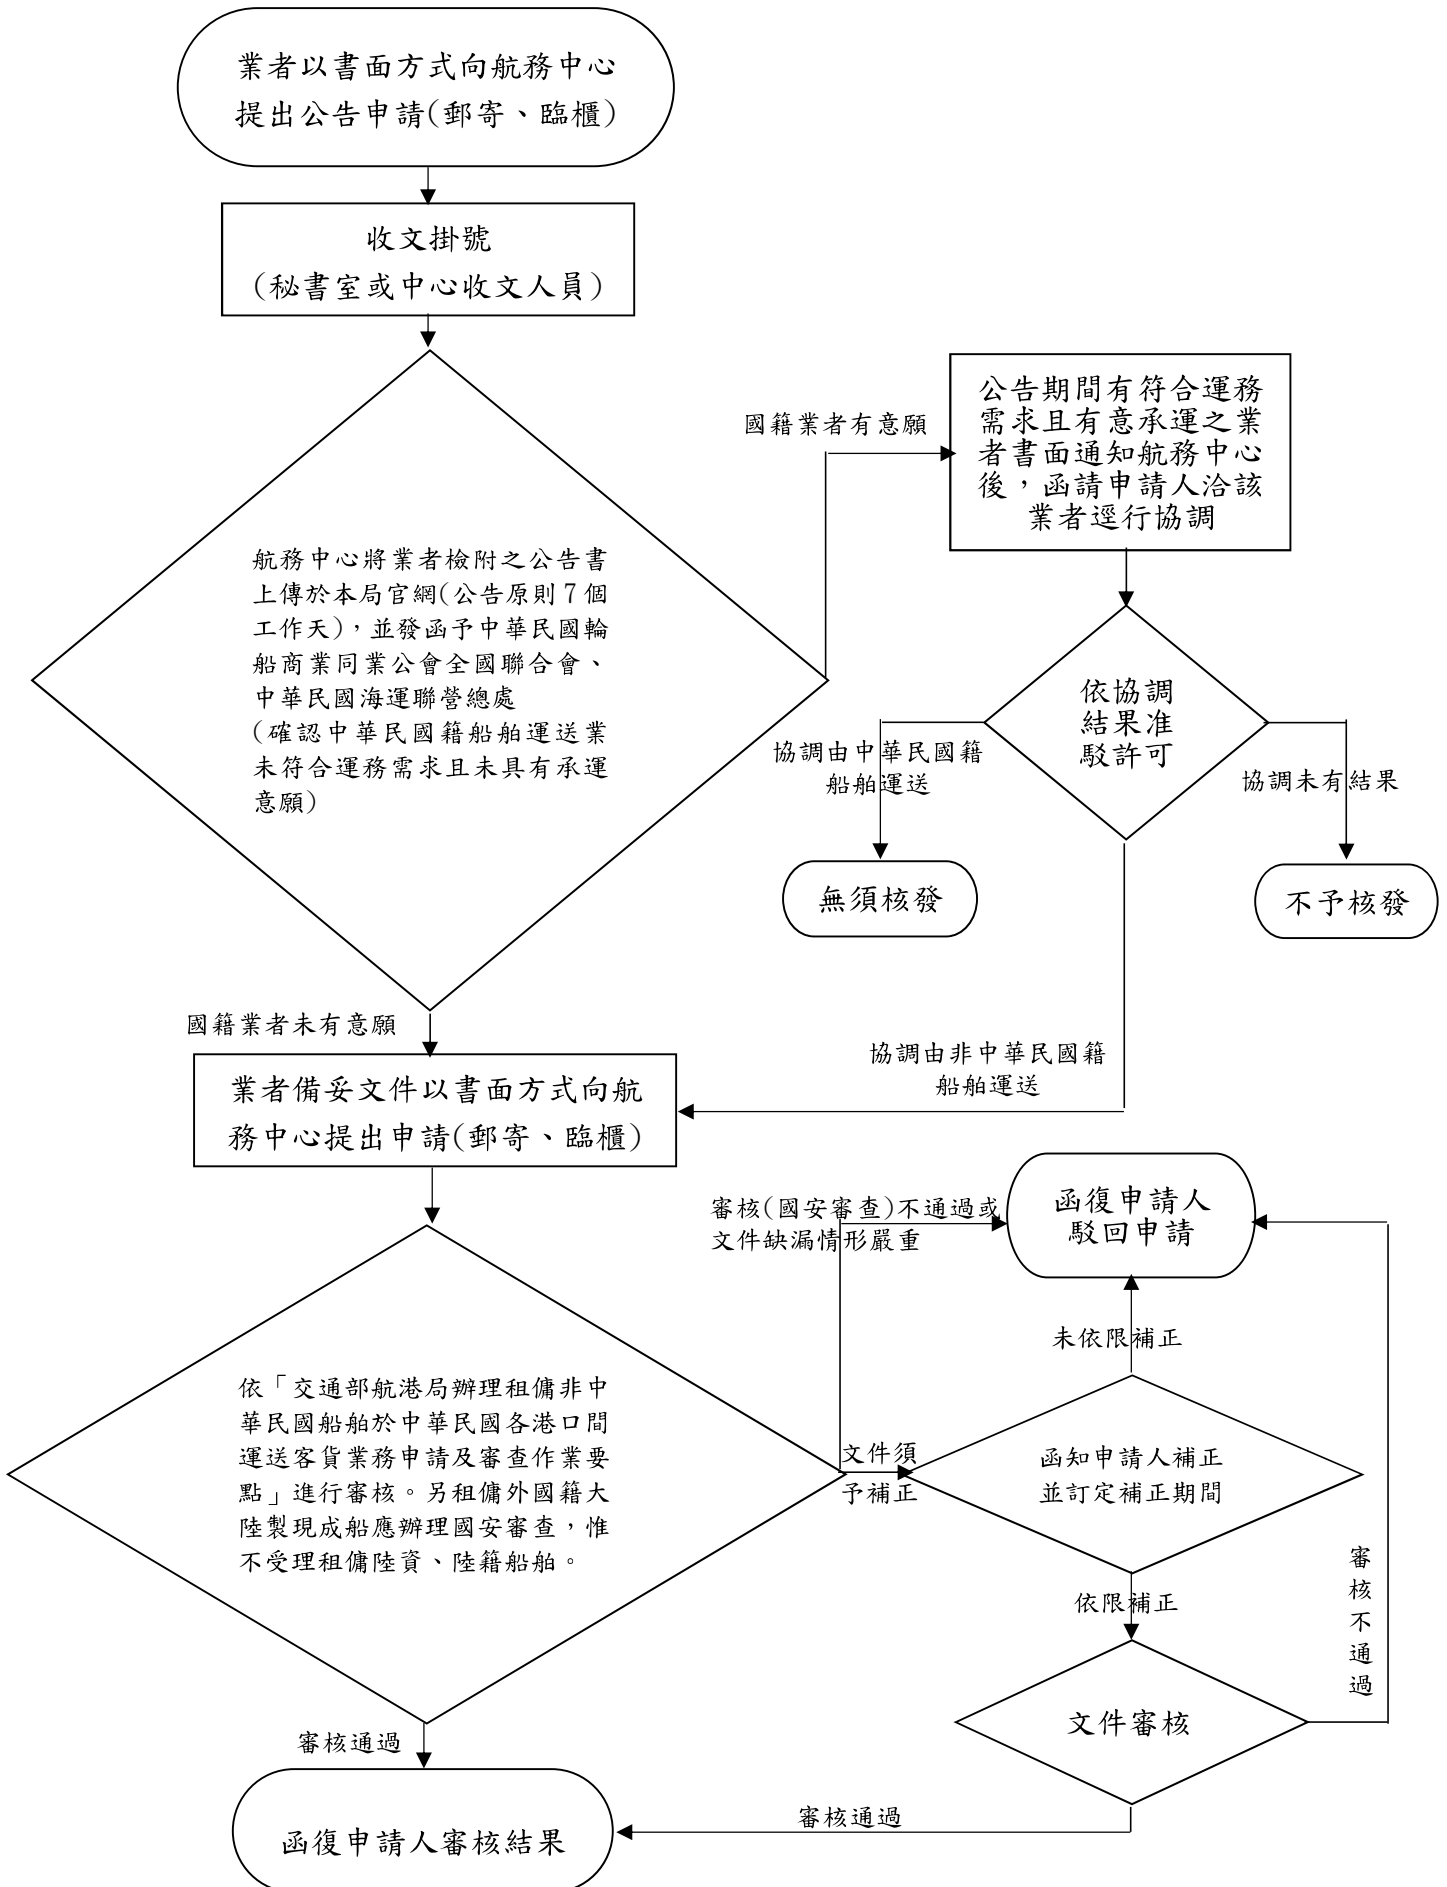 業者以書面方式向航務中心
提出公告申請(郵寄、臨櫃)
收文掛號
(秘書室或中心收文人員)
國籍業者有意願
公告期間有符合運務
需求且有意承運之業
者書面通知航務中心
後，函請申請人洽該
業者逕行協調
航務中心將業者檢附之公告書
上傳於本局官網(公告原則7個
工作天)，並發函予中華民國輪
船商業同業公會全國聯合會、
中華民國海運聯營總處
(確認中華民國籍船舶運送業
未符合運務需求且未具有承運
意願)
依協調
結果准
駁許可
協調由中華民國籍
船舶運送
協調未有結果
無須核發
不予核發
國籍業者未有意願
協調由非中華民國籍
船舶運送
業者備妥文件以書面方式向航
務中心提出申請(郵寄、臨櫃)
審核(國安審查)不通過或
文件缺漏情形嚴重
函復申請人
駁回申請
未依限補正
依「交通部航港局辦理租傭非中
華民國船舶於中華民國各港口間
運送客貨業務申請及審查作業要
點」進行審核。另租傭外國籍大
陸製現成船應辦理國安審查，惟
不受理租傭陸資、陸籍船舶。
文件須
予補正
函知申請人補正
並訂定補正期間
依限補正
審
核
不
通
過
文件審核
審核通過
審核通過
函復申請人審核結果